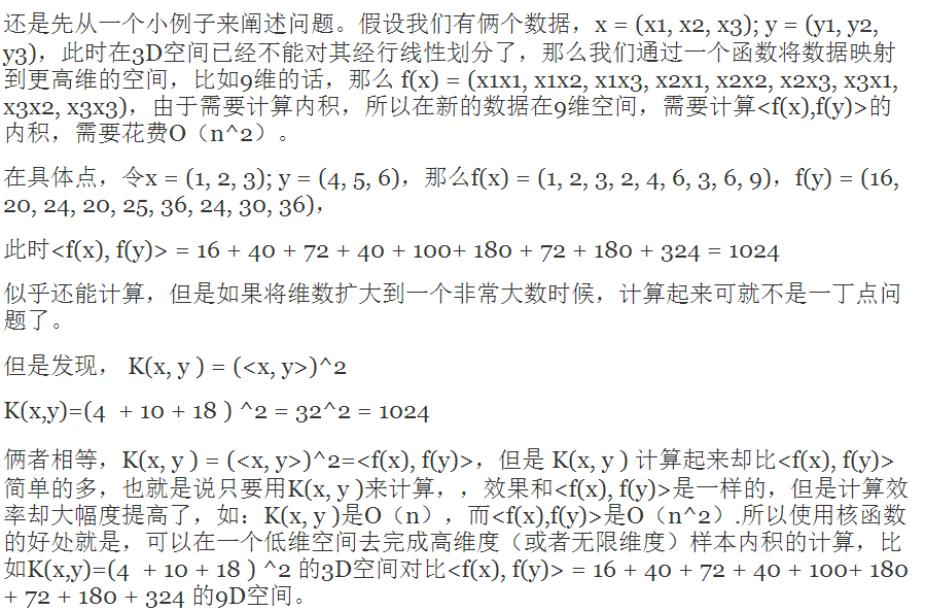 还是先从一个小例子来阐述问题。假设我们有俩个数据，x = (x1, x2, x3); y = (y1, y2,
y3)，此时在3D空间已经不能对其经行线性划分了，那么我们通过一个函数将数据映射
到更高维的空间，比如9维的话，那么 f(x) = (x1x1, x1x2, x1x3, x2x1, x2x2, x2x3, x3x1,
x3x2, x3x3)，由于需要计算内积，所以在新的数据在9维空间，需要计算<f(x),f(y)>的
内积，需要花费O（n^2）。
在具体点，令x = (1, 2, 3); y = (4, 5, 6)，那么f(x) = (1, 2, 3, 2, 4, 6, 3, 6, 9)，f(y) = (16,
20, 24, 20, 25, 36, 24, 30, 36)，
此时<f(x), f(y)> = 16 + 40 + 72 + 40 + 100+ 180 + 72 + 180 + 324 = 1024
似乎还能计算，但是如果将维数扩大到一个非常大数时候，计算起来可就不是一丁点问
题了。
但是发现， K(x, y ) = (<x, y>)^2
K(x,y)=(4 + 10 + 18 ) ^2 = 32^2 = 1024
俩者相等，K(x, y ) = (<x, y>)^2=<f(x), f(y)>，但是 K(x, y ) 计算起来却比<f(x), f(y)>
简单的多，也就是说只要用K(x, y )来计算，，效果和<f(x), f(y)>是一样的，但是计算效
率却大幅度提高了，如：K(x, y )是O（n），而<f(x),f(y)>是O（n^2）.所以使用核函数
的好处就是，可以在一个低维空间去完成高维度（或者无限维度）样本内积的计算，比
如K(x,y)=(4 + 10 + 18 ) ^2 的3D空间对比<f(x), f(y)> = 16 + 40 + 72 + 40 + 100+ 180
+ 72 + 180 + 324 的9D空间。